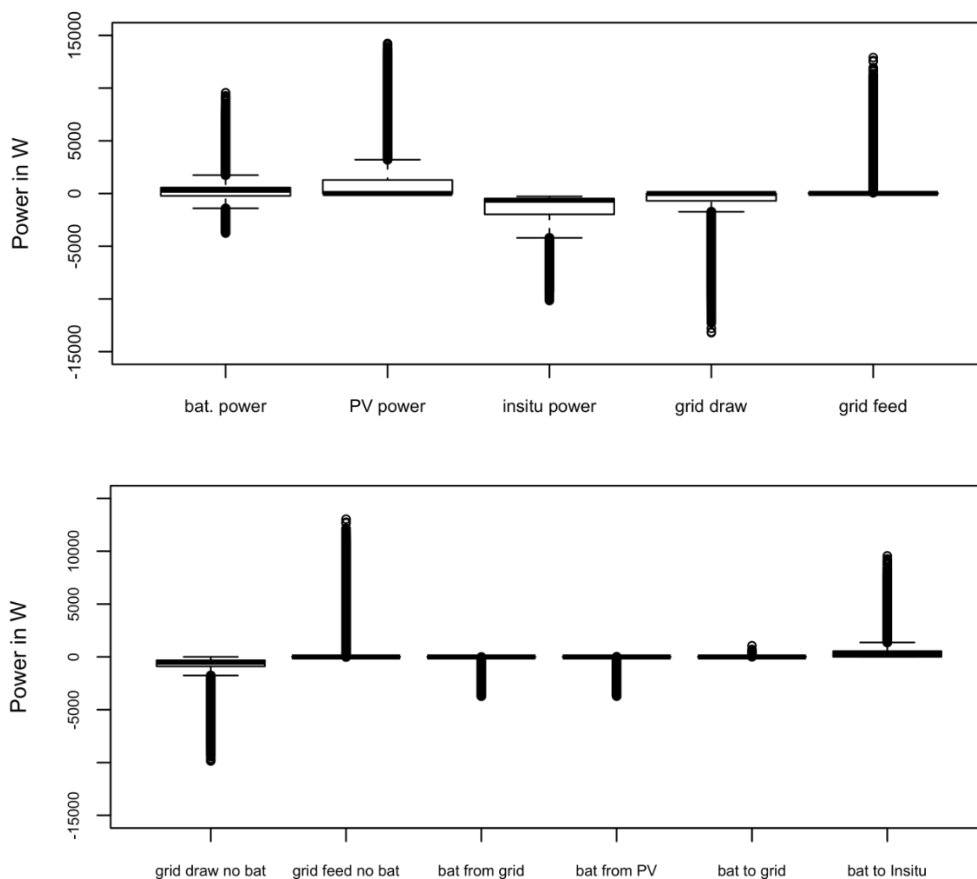 Power in W
15000
5000
0
-5000
-15000
bat. power PV power insitu power grid draw grid feed
Power in W
10000
5000
0
-5000
-15000
grid draw no bat grid feed no bat bat from grid bat from PV bat to grid bat to Insitu